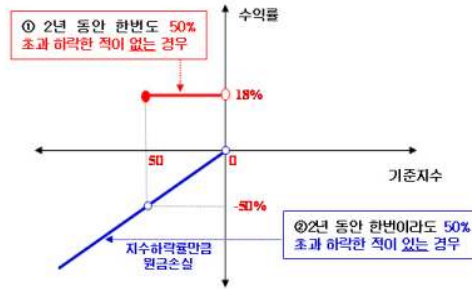 수익률
① 2년 동안 한번도 50%
초과 하락한 적이 없는 경우
18%
50
0
기준지수
-50%
②2년 동안 한번이라도 50%
초과 하락한 적이 있는 경우
지수하락률만큼
원금손실